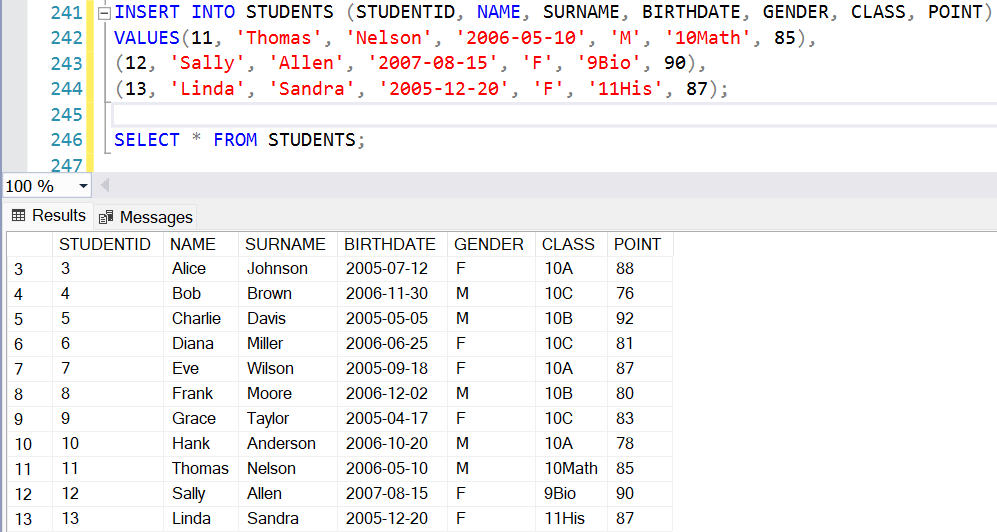 241 INSERT INTO STUDENTS (STUDENTID, NAME, SURNAME, BIRTHDATE, GENDER, CLASS, POINT)
242 VALUES(11, 'Thomas', 'Nelson', '2006-05-10', 'M', '10Math', 85),
243 (12, 'Sally', 'Allen', '2007-08-15', 'F', '9Bio', 90),
244 (13, 'Linda', 'Sandra', '2005-12-20', 'F', '11His', 87);
245
246 SELECT * FROM STUDENTS;
247
100 %
Results Messages
STUDENTID NAME SURNAME BIRTHDATE GENDER CLASS POINT
3 3 Alice Johnson 2005-07-12 F 10A 88
4 4 Bob Brown 2006-11-30 M 10C 76
5 5 Charlie Davis 2005-05-05 M 10B 92
6 6 Diana Miller 2006-06-25 F 10C 81
7 7 Eve Wilson 2005-09-18 F 10A 87
8 8 Frank Moore 2006-12-02 M 10B 80
9 9 Grace Taylor 2005-04-17 F 10C 83
10 10 Hank Anderson 2006-10-20 M 10A 78
11 11 Thomas Nelson 2006-05-10 M 10Math 85
12 12 Sally Allen 2007-08-15 F 9Bio 90
13 13 Linda Sandra 2005-12-20 F 11His 87